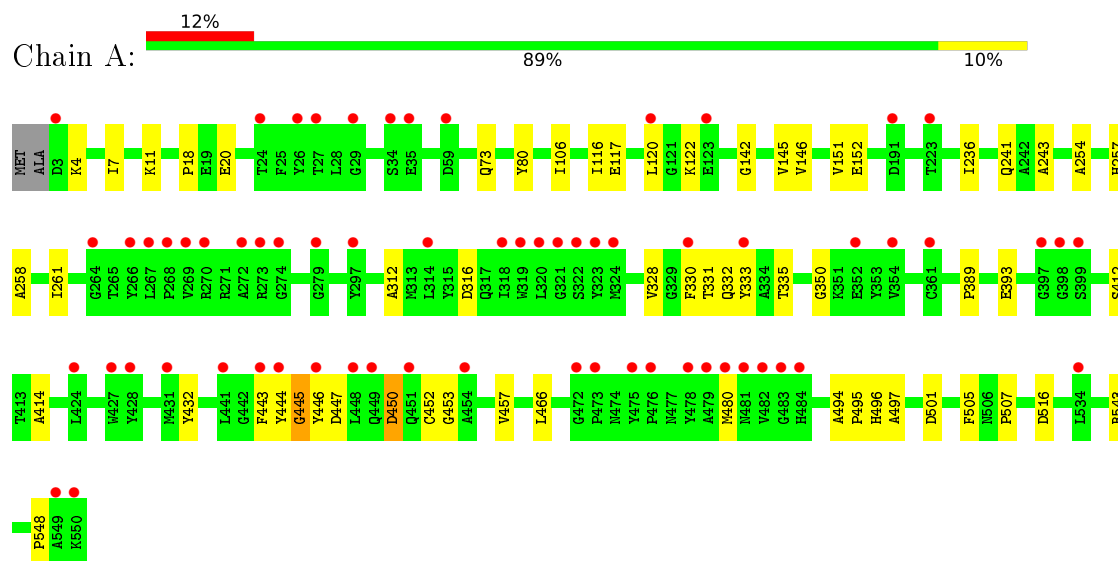 12%
Chain A:
89%
10%
MET ALA D3 K4 I7 K11 P18 E19 E20 T24 F25 Y26 T27 L28 G29 S34 E35 D59 Q73 Y80 I106 I116 E117 L120 G121 K122 E123 G142 V145 V146 V151 E152 D191 T223 I236 Q241 A242 A243 A254 H257
A258 I261 G264 T265 Y266 L267 P268 V269 R270 R271 A272 R273 G274 G279 Y297 A312 M313 L314 Y315 D316 Q317 I318 W319 L320 G321 S322 Y323 M324 V328 G329 F330 T331 Q332 Y333 A334 T335 G350 K351 E352 Y353 V354 C361 P389 E393 G397 G398 S399 S412
T413 A414 L424 W427 Y428 M431 Y432 L441 G442 F443 Y444 G445 Y446 D447 L448 Q449 D450 Q451 C452 G453 A454 V457 L466 G472 P473 N474 Y475 P476 N477 Y478 A479 M480 N481 V482 G483 H484 A494 P495 H496 A497 D501 F505 N506 P507 D516 L534
P548 A549 K550